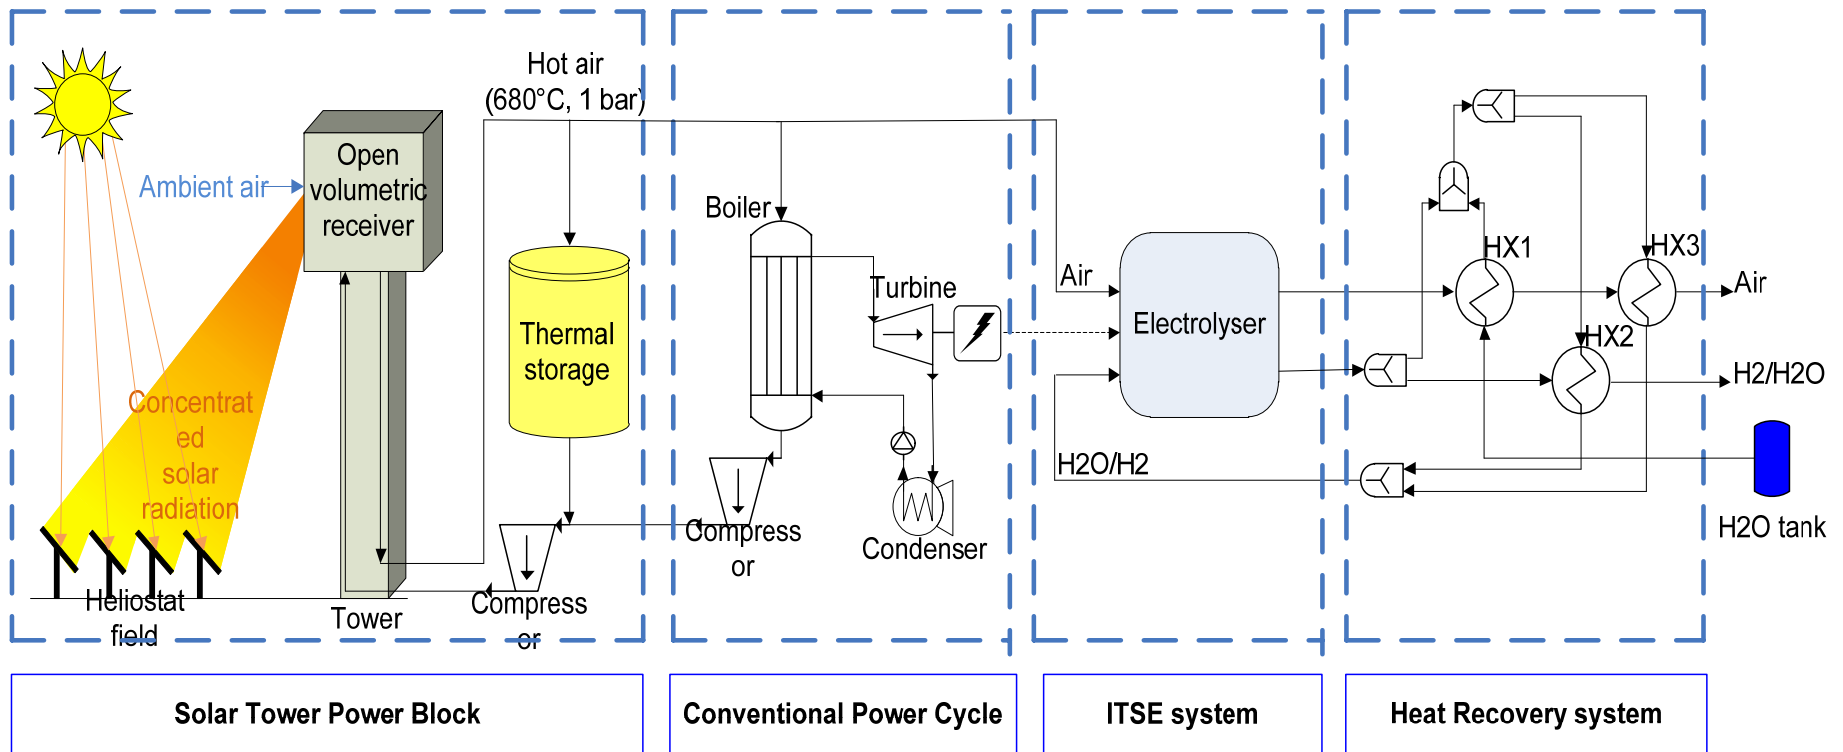 Hot air
(680°C, 1 bar)
Open
volumetric
receiver
Ambient air
Boiler
HX1
HX3
Air
Air
Turbine
Thermal
storage
Electrolyser
HX2
H2/H2O
Concentrat
ed
solar
radiation
H2O/H2
H2O tank
Compress
or
Condenser
Heliostat
field
Tower
Compress
or
Solar Tower Power Block
Conventional Power Cycle
ITSE system
Heat Recovery system